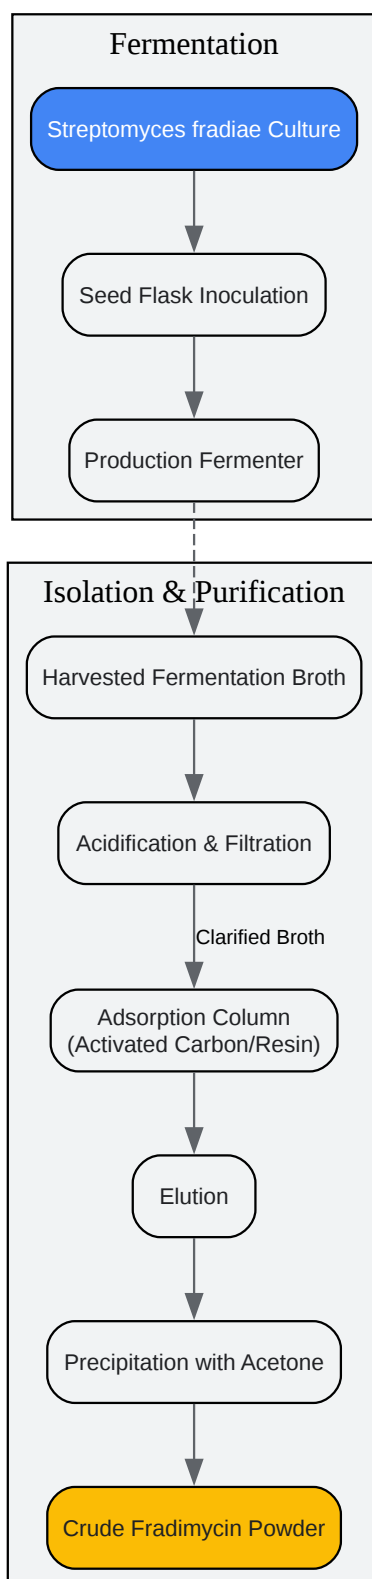 Fermentation
Streptomyces fradiae Culture
Seed Flask Inoculation
Production Fermenter
Isolation & Purification
Harvested Fermentation Broth
Acidification & Filtration
Clarified Broth
Adsorption Column
(Activated Carbon/Resin)
Elution
Precipitation with Acetone
Crude Fradimycin Powder